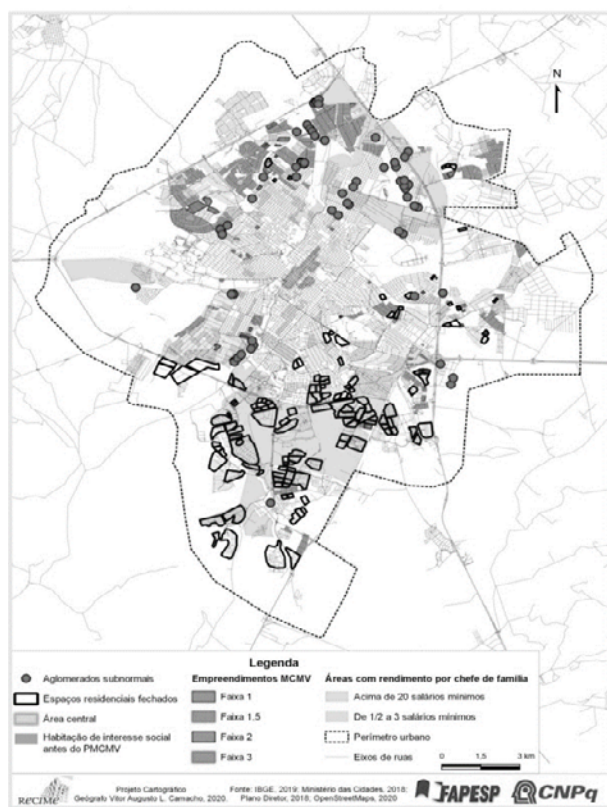 N
Legenda
Aglomerados subnormais
Espaços residenciais fechados
Área central
Habitação de interesse social
antes do PMCMV
Empreendimentos MCMV
Faixa 1
Faixa 1,5
Faixa 2
Faixa 3
Áreas com rendimento por chefe de família
Acima de 20 salários mínimos
De 1/2 a 3 salários mínimos
Perímetro urbano
Eixos de ruas
0 1,5 3 km
RECIME
Projeto Cartográfico
Geógrafo Vitor Augusto L. Camacho, 2020.
Fonte: IBGE, 2019; Ministério das Cidades, 2018;
Plano Diretor, 2018; OpenStreetMaps, 2020
FAPESP
CNPq